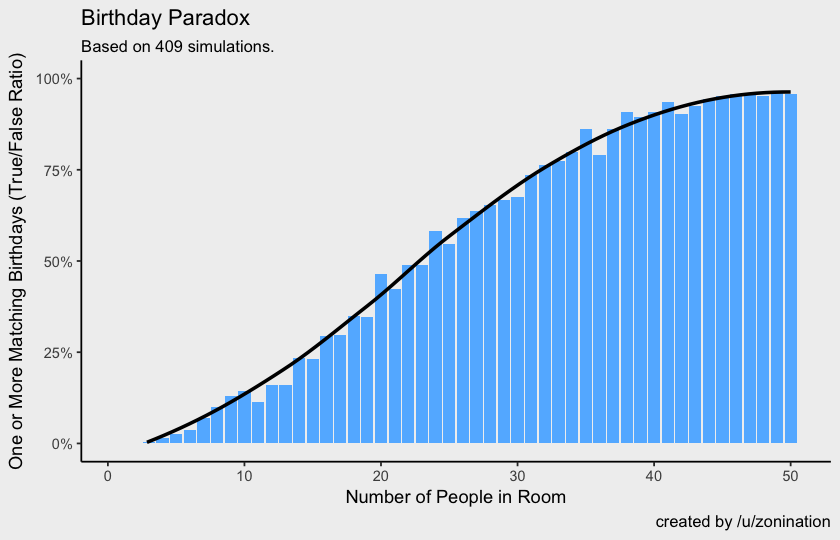 Birthday Paradox
Based on 409 simulations.
One or More Matching Birthdays (True/False Ratio)
100%
75%
50%
25%
0%
0 10 20 30 40 50
Number of People in Room
created by /u/zonination